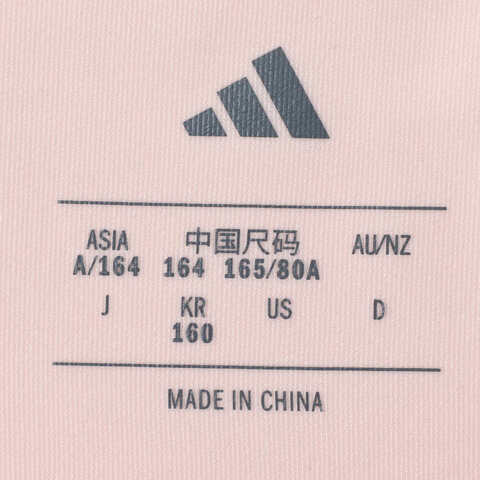 ASIA 中国尺码 AU/NZ
A/164 164 165/80A
J KR US D
160
MADE IN CHINA